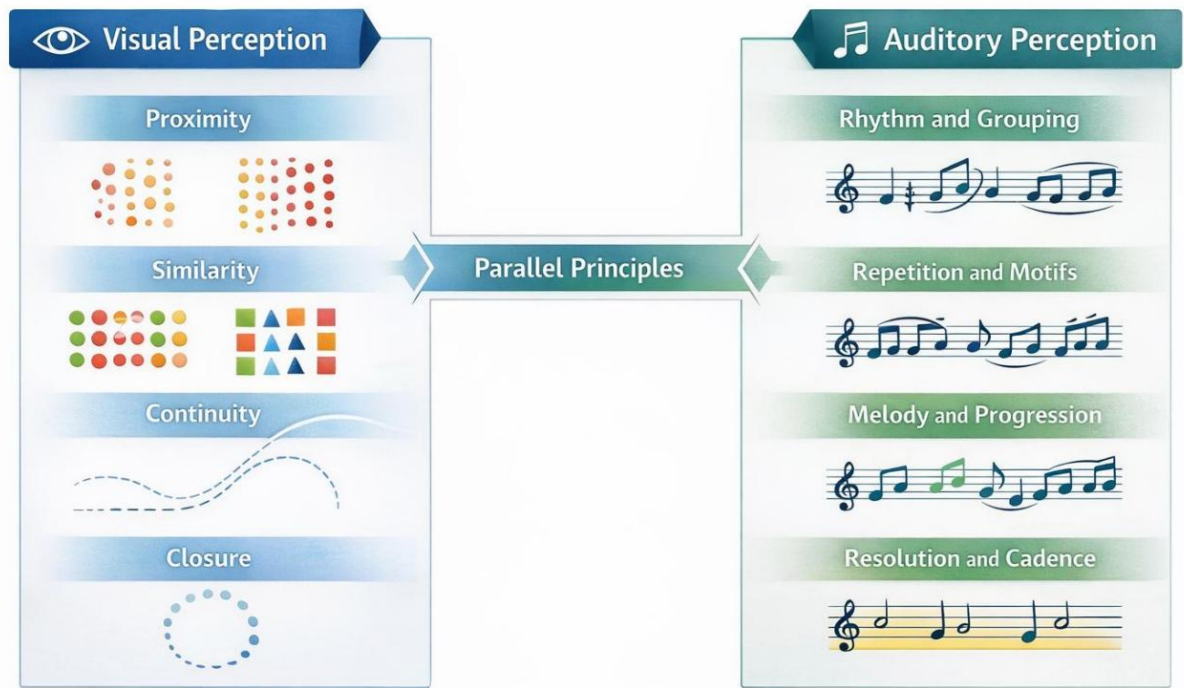 Visual Perception
Proximity
Similarity
Continuity
Closure
Parallel Principles
Auditory Perception
Rhythm and Grouping
Repetition and Motifs
Melody and Progression
Resolution and Cadence